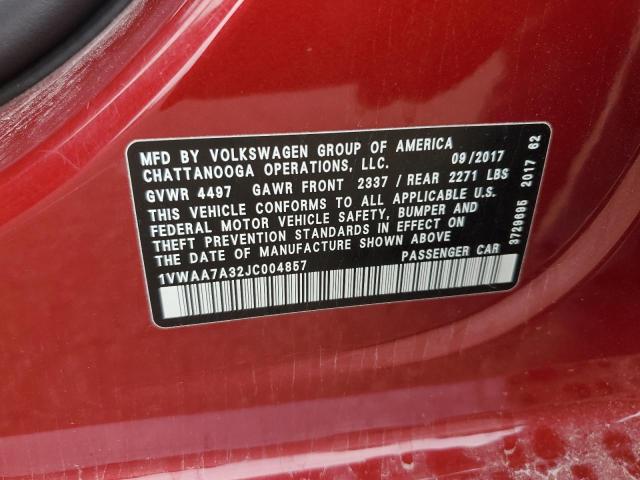 MFD BY VOLKSWAGEN GROUP OF AMERICA
CHATTANOOGA OPERATIONS, LLC. 09/2017
GVWR 4497 GAWR FRONT 2337 / REAR 2271 LBS
THIS VEHICLE CONFORMS TO ALL APPLICABLE U.S.
FEDERAL MOTOR VEHICLE SAFETY, BUMPER AND
THEFT PREVENTION STANDARDS IN EFFECT ON
THE DATE OF MANUFACTURE SHOWN ABOVE
1VWAA7A32JC004857 PASSENGER CAR
3729695 2017 62